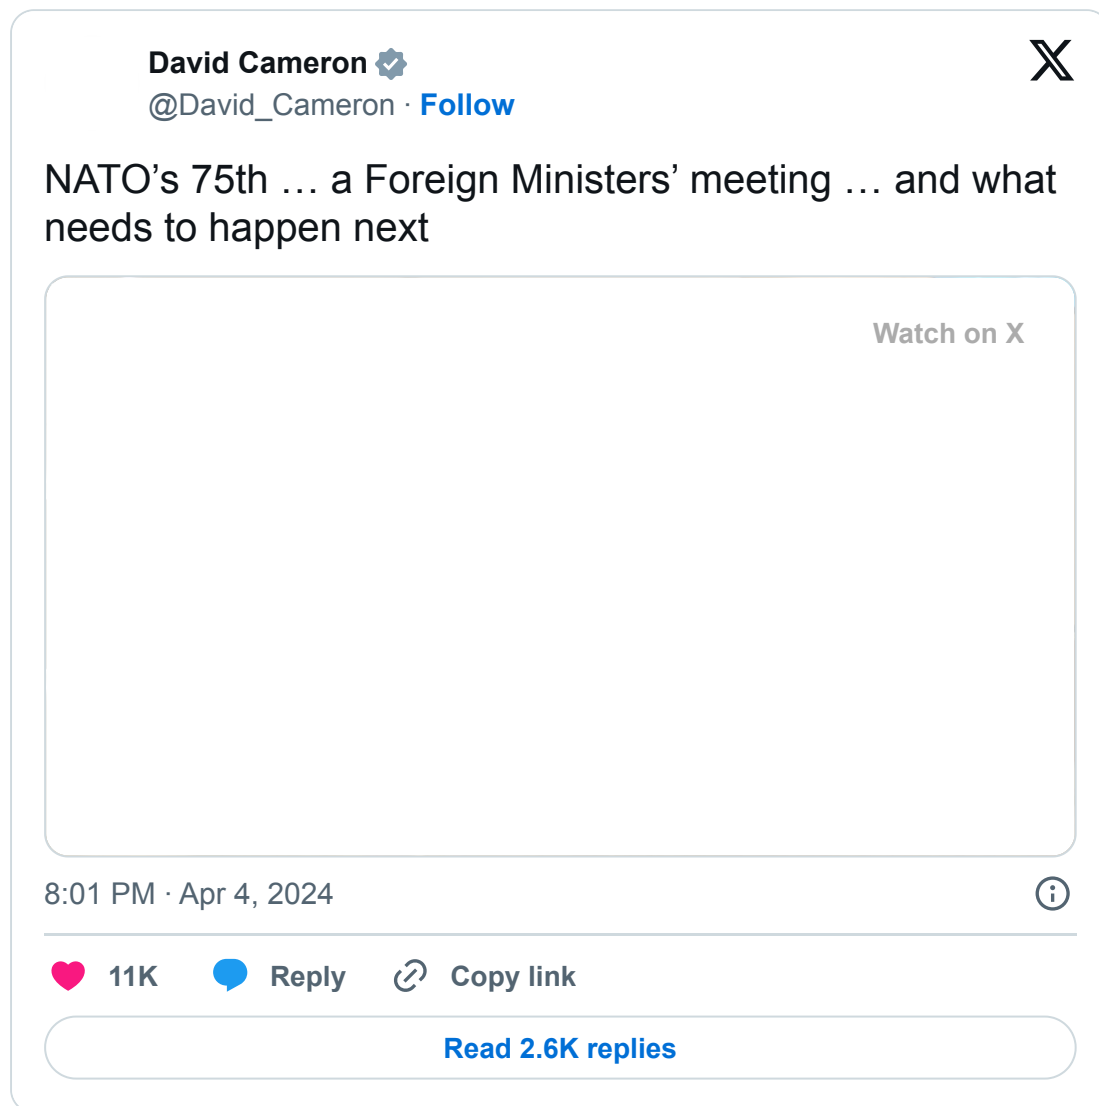 David Cameron
@David_Cameron · Follow
NATO’s 75th … a Foreign Ministers’ meeting … and what
needs to happen next
Watch on X
8:01 PM · Apr 4, 2024
11K Reply Copy link
Read 2.6K replies